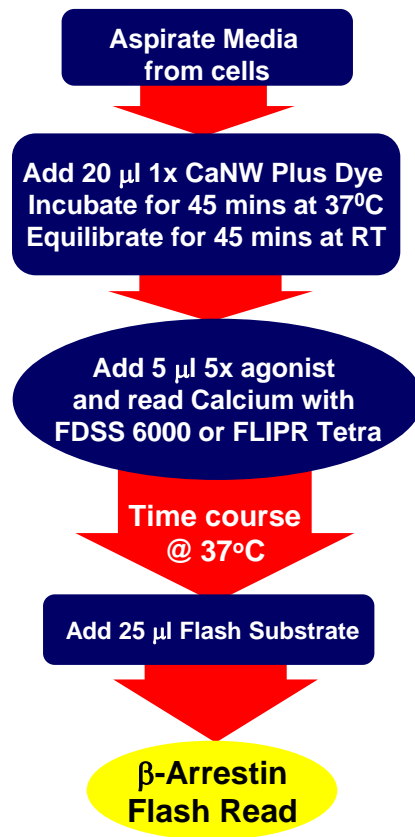 Aspirate Media
from cells
Add 20 μl 1x CaNW Plus Dye
Incubate for 45 mins at 37⁰C
Equilibrate for 45 mins at RT
Add 5 μl 5x agonist
and read Calcium with
FDSS 6000 or FLIPR Tetra
Time course
@ 37ºC
Add 25 μl Flash Substrate
β-Arrestin
Flash Read